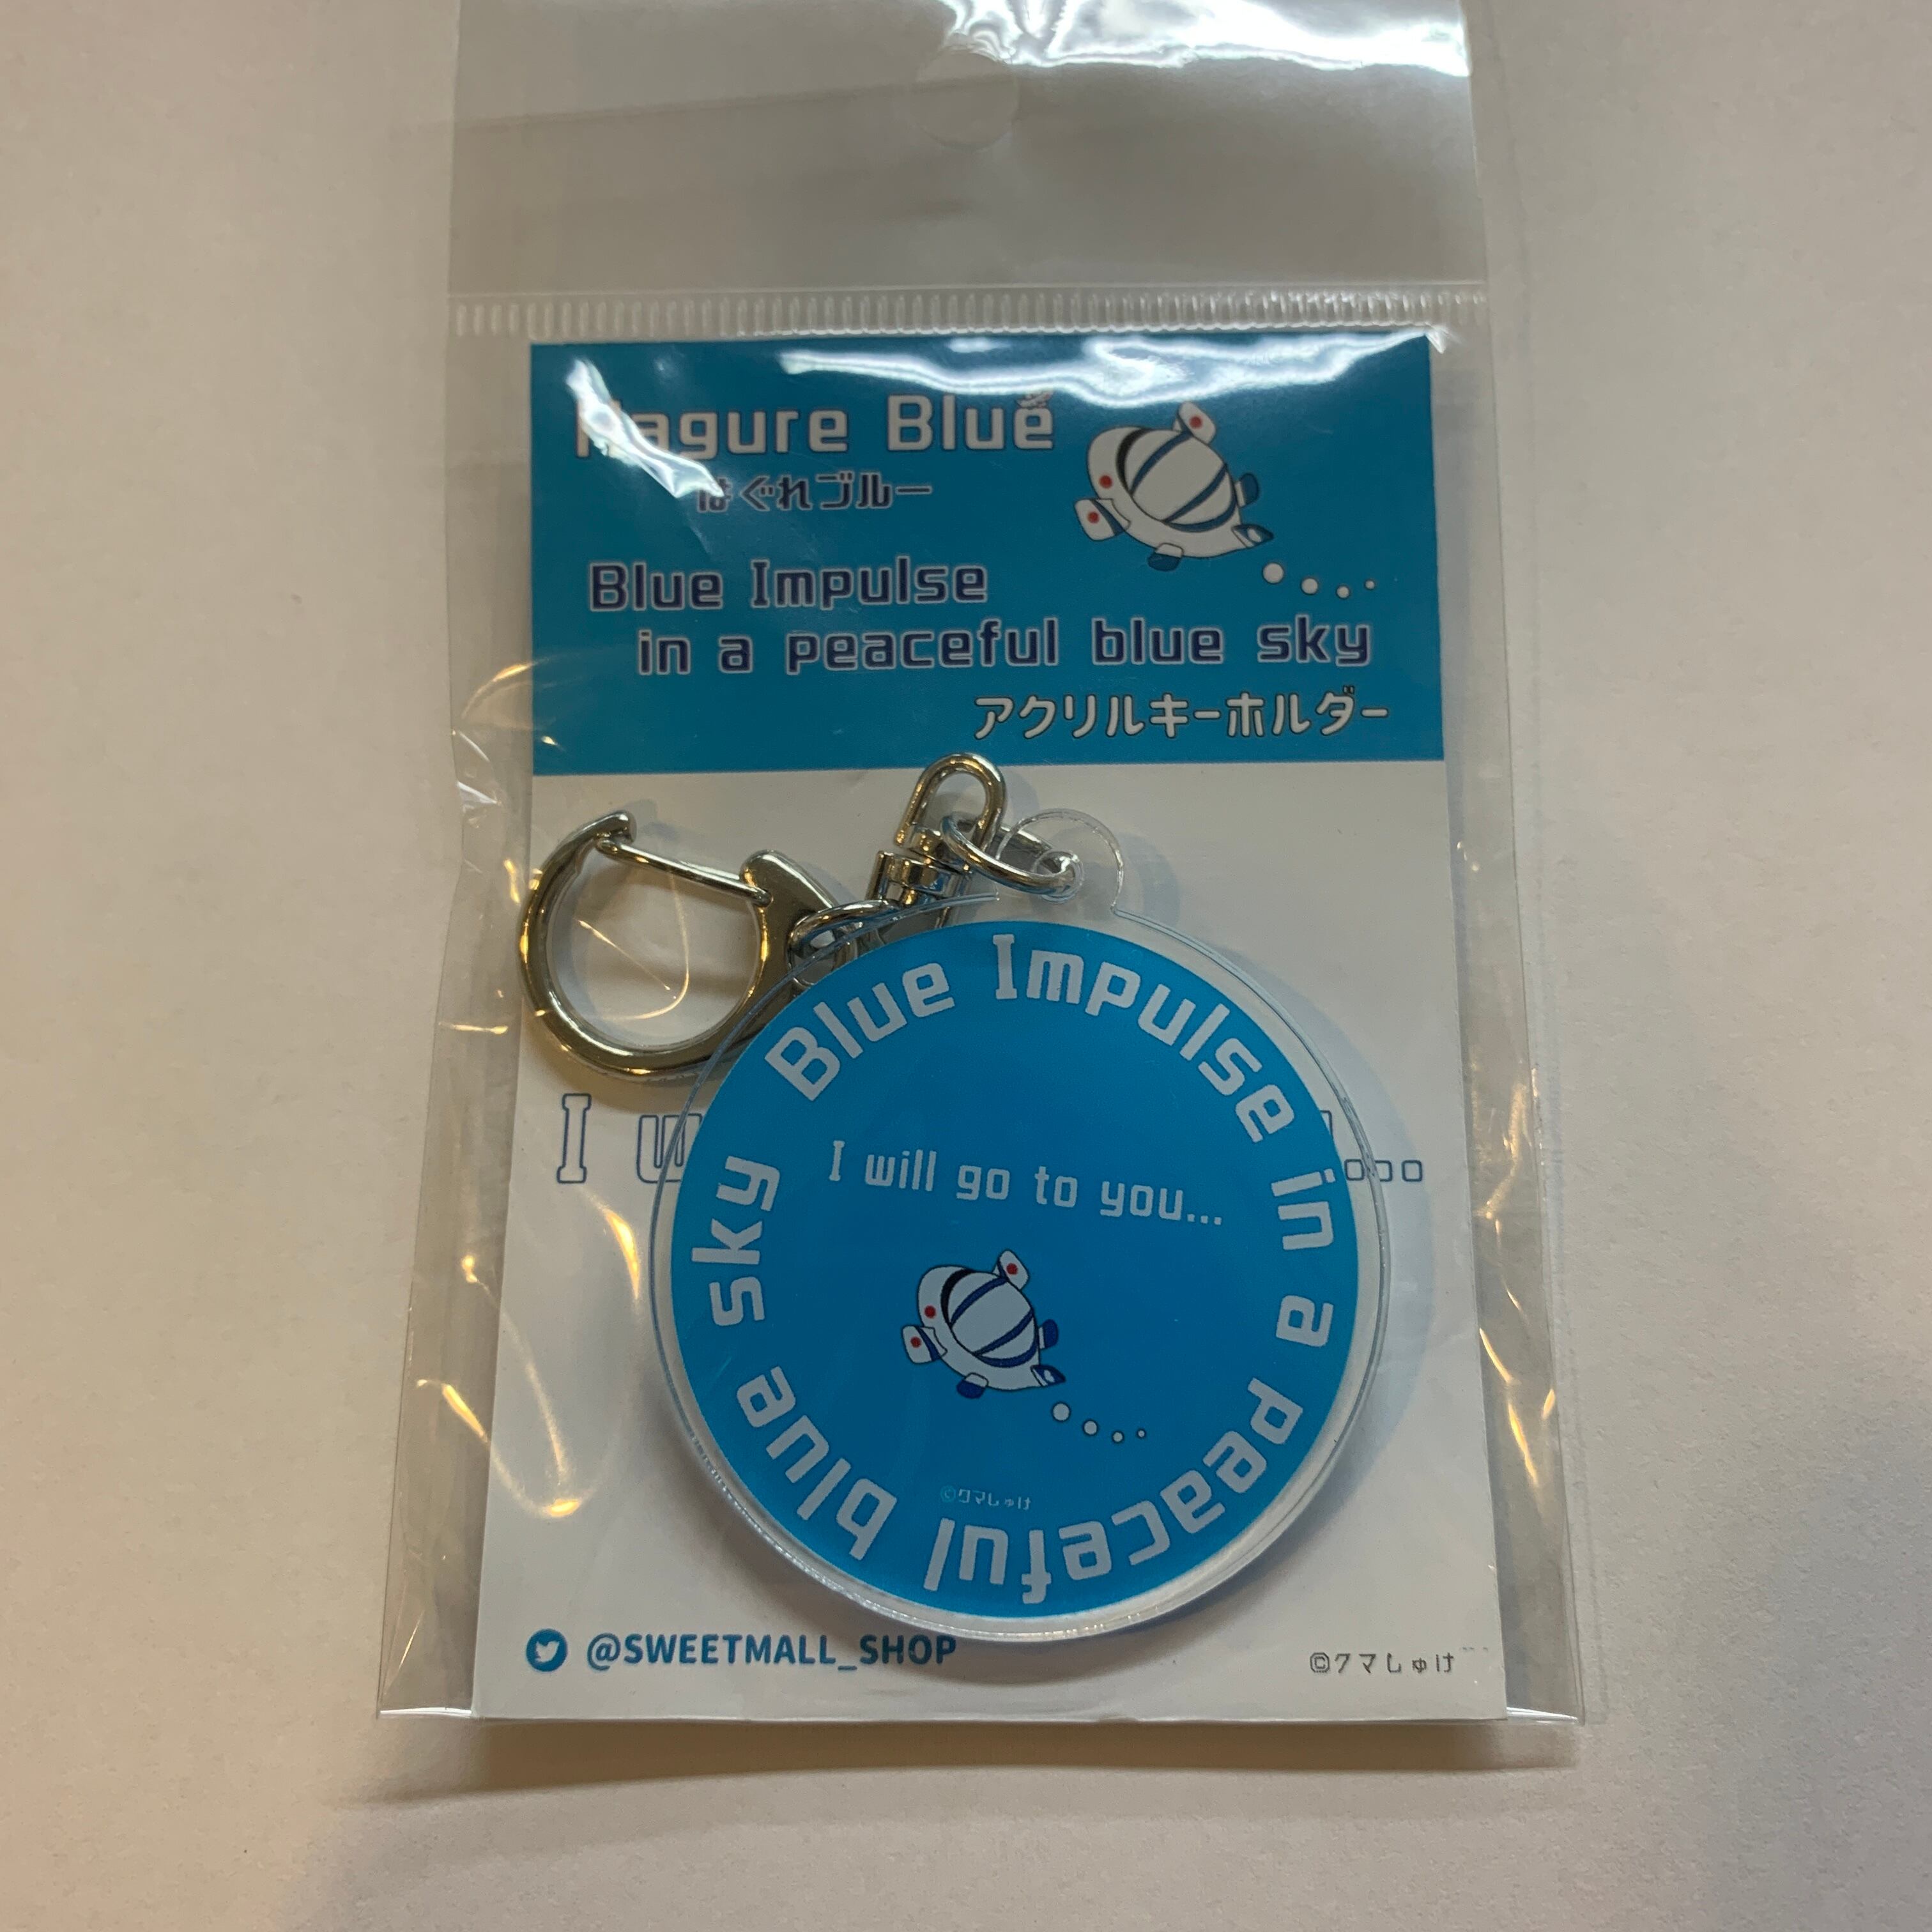 Hagure Blue
はぐれブルー
Blue Impulse
in a peaceful blue sky
アクリルキーホルダー
Blue Impulse in a peaceful blue sky
I will go to you...
©クマしゅけ
I w
@SWEETMALL_SHOP
©クマしゅけ